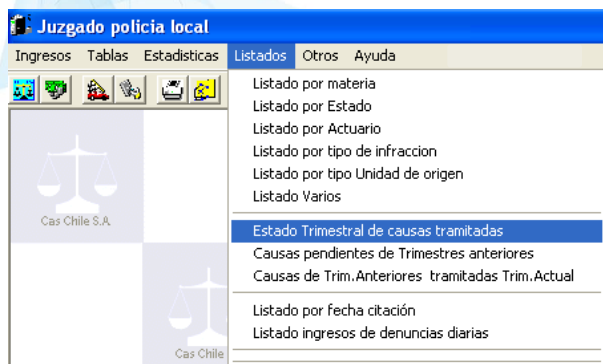 Juzgado policia local
Ingresos Tablas Estadisticas Listados Otros Ayuda
Listado por materia
Listado por Estado
Listado por Actuario
Listado por tipo de infraccion
Listado por tipo Unidad de origen
Listado Varios
Estado Trimestral de causas tramitadas
Causas pendientes de Trimestres anteriores
Causas de Trim.Anteriores tramitadas Trim.Actual
Listado por fecha citación
Listado ingresos de denuncias diarias
Cas Chile S.A.
Cas Chile